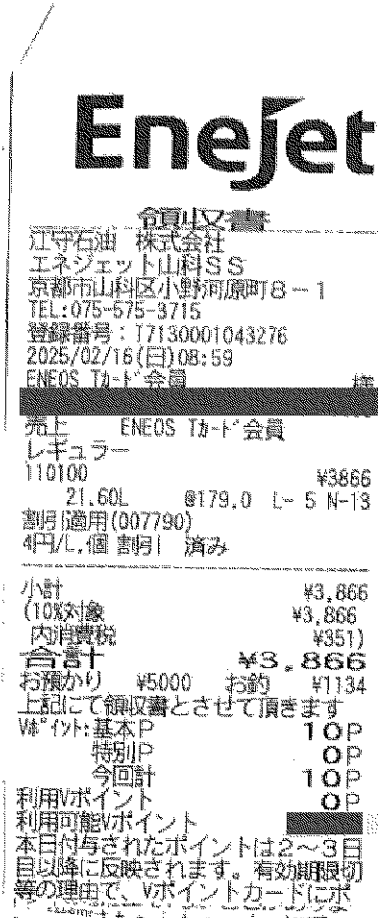 EneJet
領収書
江守石油 株式会社
エネジェット山科SS
京都市山科区小野河原町8-1
TEL:075-575-3715
登録番号:T7130001043276
2025/02/16(日)08:59
ENEOS Tカード会員 様
売上 ENEOS Tカード会員
レギュラー
110100 ¥3866
21.60L @179.0 L- 5 N-13
割引適用(007790)
4円/L,個 割引 済み
小計 ¥3,866
(10%対象 ¥3,866
内消費税 ¥351)
合計 ¥3,866
お預かり ¥5000 お釣 ¥1134
上記にて領収書とさせて頂きます
Vポイント:基本P 10P
特別P 0P
今回計 10P
利用Vポイント 0P
利用可能Vポイント
本日付与されたポイントは2~3日
目以降に反映されます。有効期限切
等の理由で、Vポイントカードにポ